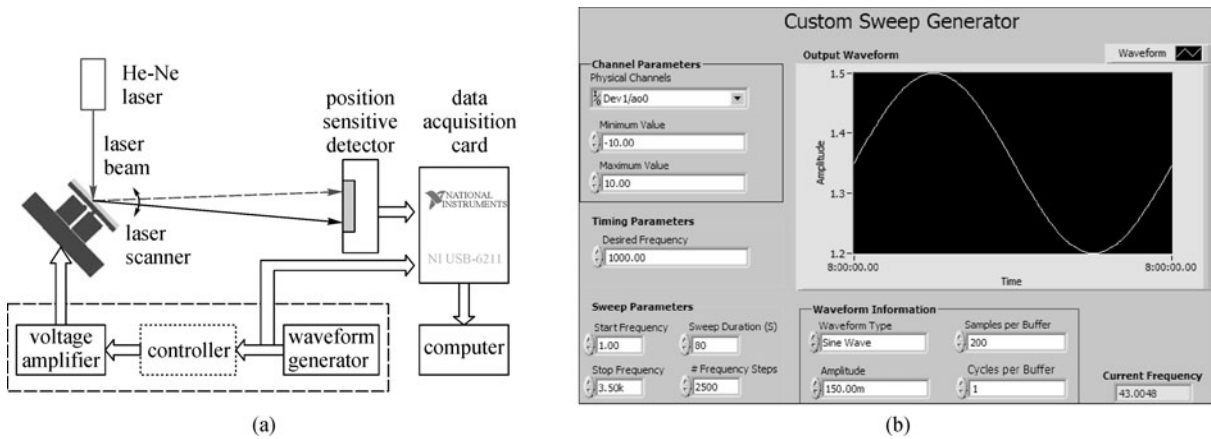 He-Ne
laser
laser
beam
laser
scanner
position
sensitive
detector
data
acquisition
card
NATIONAL
INSTRUMENTS
NI USB-6211
voltage
amplifier
controller
waveform
generator
computer
(a)
Custom Sweep Generator
Channel Parameters
Physical Channels
Dev1/ao0
Minimum Value
-10.00
Maximum Value
10.00
Timing Parameters
Desired Frequency
1000.00
Sweep Parameters
Start Frequency Sweep Duration (S)
1.00 80
Stop Frequency # Frequency Steps
3.50k 2500
Output Waveform Waveform
1.5
1.4
1.3
1.2
Amplitude
8:00:00.00 8:00:00.00
Time
Waveform Information
Waveform Type Samples per Buffer
Sine Wave 200
Amplitude Cycles per Buffer
150.00m 1
Current Frequency
43.0048
(b)